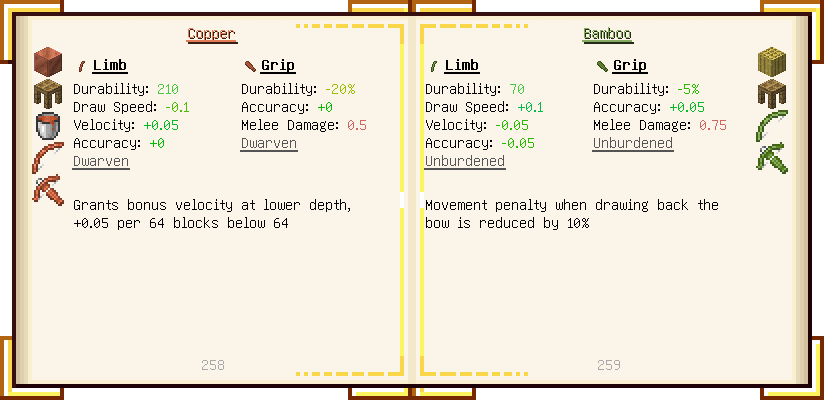 Copper
Limb
Grip
Durability: 210
Durability: -20%
Draw Speed: -0.1
Accuracy: +0
Velocity: +0.05
Melee Damage: 0.5
Accuracy: +0
Dwarven
Dwarven
Grants bonus velocity at lower depth,
+0.05 per 64 blocks below 64
258
Bamboo
Limb
Grip
Durability: 70
Durability: -5%
Draw Speed: +0.1
Accuracy: +0.05
Velocity: -0.05
Melee Damage: 0.75
Accuracy: -0.05
Unburdened
Unburdened
Movement penalty when drawing back the
bow is reduced by 10%
259